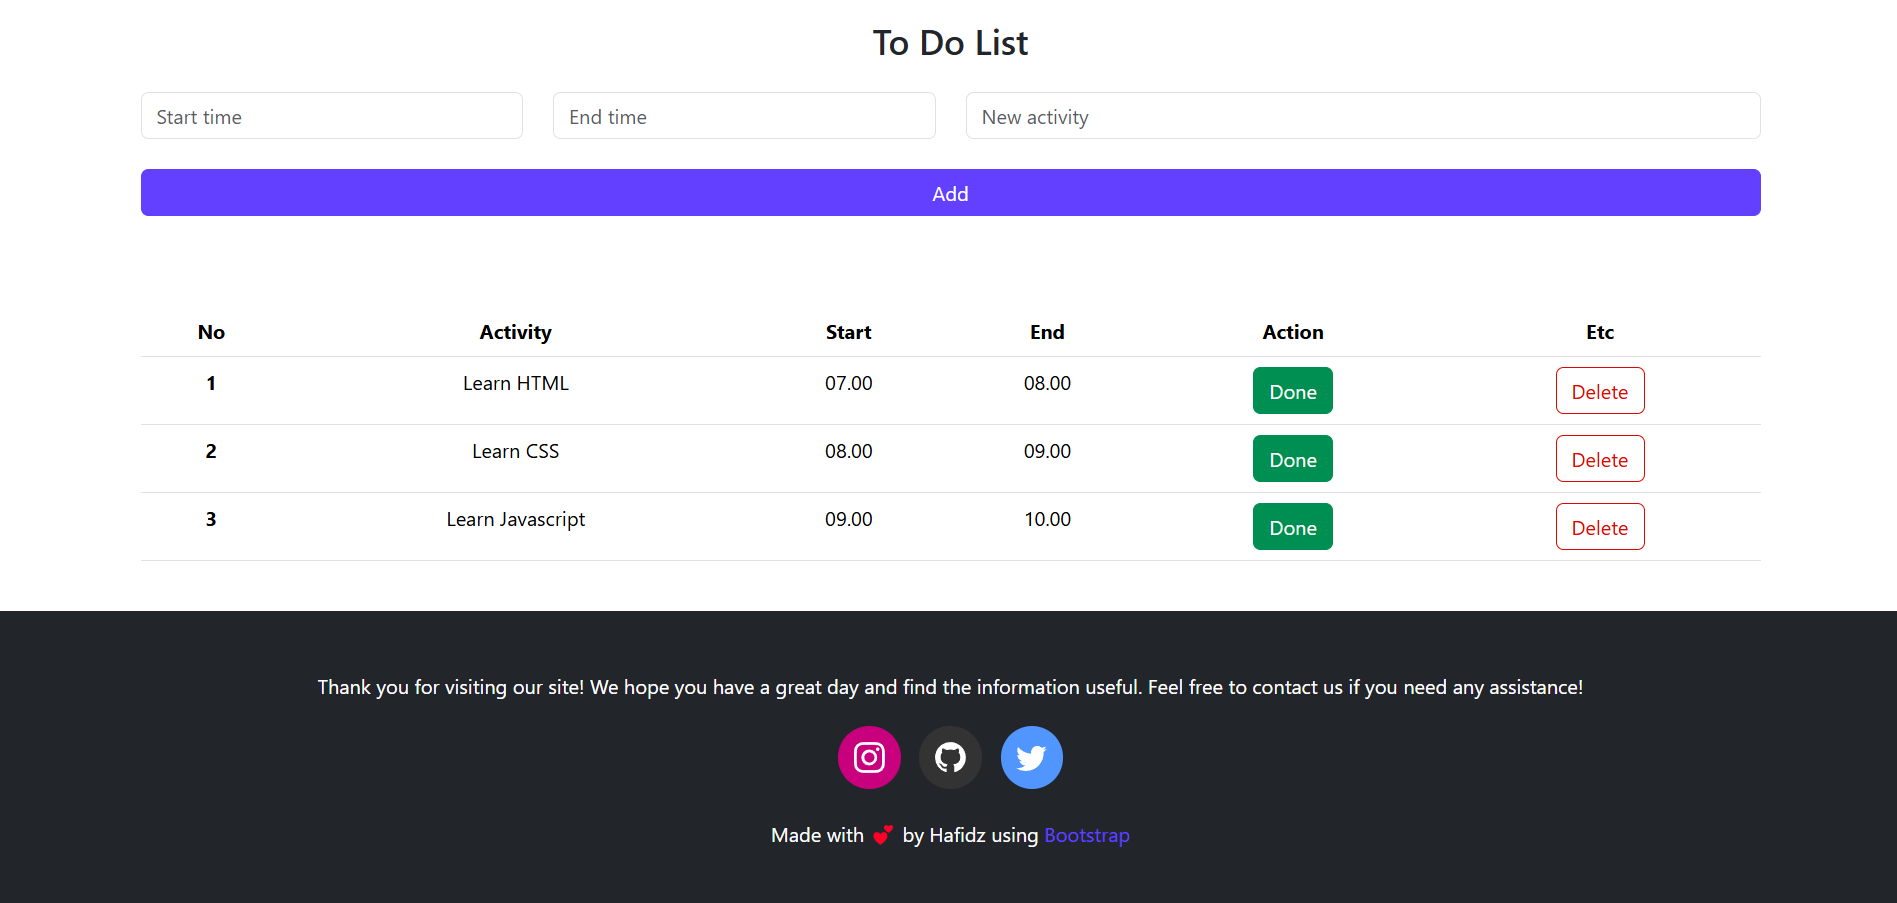 To Do List
Start time End time New activity
Add
No Activity Start End Action Etc
1 Learn HTML 07.00 08.00 Done Delete
2 Learn CSS 08.00 09.00 Done Delete
3 Learn Javascript 09.00 10.00 Done Delete
Thank you for visiting our site! We hope you have a great day and find the information useful. Feel free to contact us if you need any assistance!
Made with 💕 by Hafidz using Bootstrap